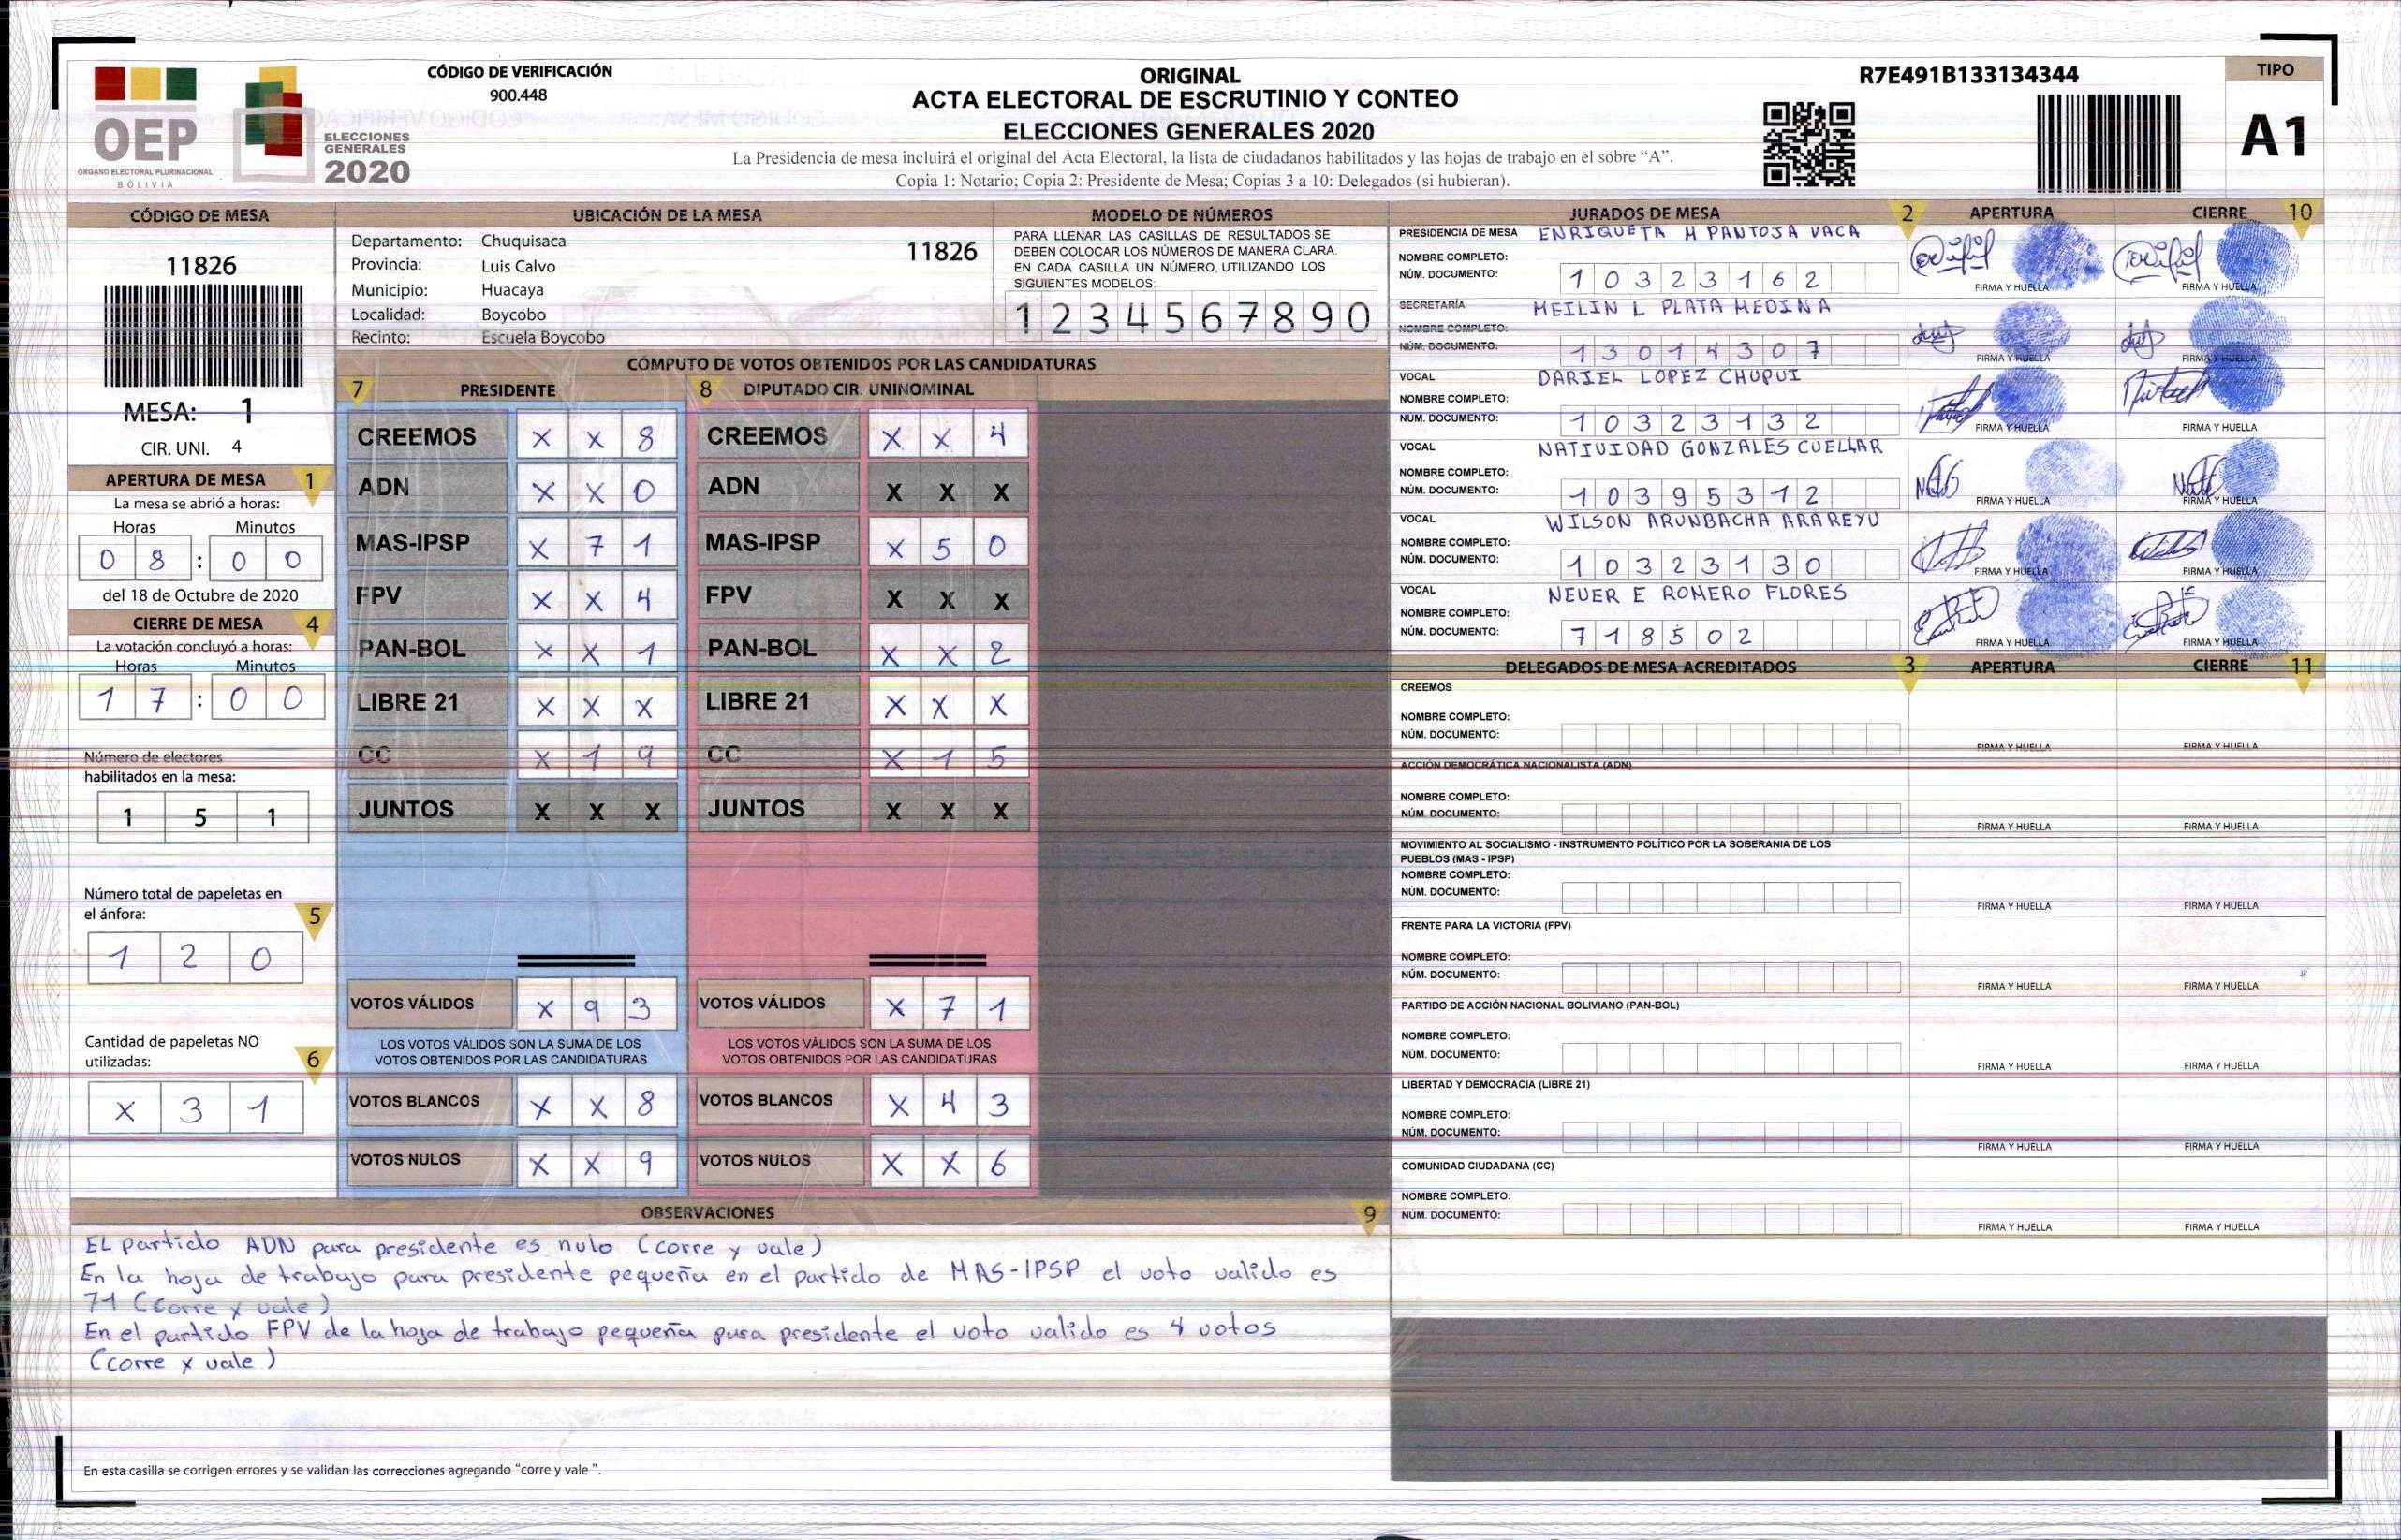 CÓDIGO DE VERIFICACIÓN
900.448
OEP
ÓRGANO ELECTORAL PLURINACIONAL
BOLIVIA
ELECCIONES
GENERALES
2020
ORIGINAL
ACTA ELECTORAL DE ESCRUTINIO Y CONTEO
ELECCIONES GENERALES 2020
La Presidencia de mesa incluirá el original del Acta Electoral, la lista de ciudadanos habilitados y las hojas de trabajo en el sobre “A”.
Copia 1: Notario; Copia 2: Presidente de Mesa; Copias 3 a 10: Delegados (si hubieran).
R7E491B133134344
TIPO
A1
CÓDIGO DE MESA
11826
MESA: 1
CIR. UNI. 4
APERTURA DE MESA 1
La mesa se abrió a horas:
Horas Minutos
0 8 : 0 0
del 18 de Octubre de 2020
CIERRE DE MESA 4
La votación concluyó a horas:
Horas Minutos
1 7 : 0 0
Número de electores
habilitados en la mesa:
1 5 1
Número total de papeletas en
el ánfora: 5
1 2 0
Cantidad de papeletas NO
utilizadas: 6
X 3 1
UBICACIÓN DE LA MESA
Departamento: Chuquisaca 11826
Provincia: Luis Calvo
Municipio: Huacaya
Localidad: Boycobo
Recinto: Escuela Boycobo
MODELO DE NÚMEROS
PARA LLENAR LAS CASILLAS DE RESULTADOS SE
DEBEN COLOCAR LOS NÚMEROS DE MANERA CLARA.
EN CADA CASILLA UN NÚMERO, UTILIZANDO LOS
SIGUIENTES MODELOS:
1 2 3 4 5 6 7 8 9 0
CÓMPUTO DE VOTOS OBTENIDOS POR LAS CANDIDATURAS
7 PRESIDENTE 8 DIPUTADO CIR. UNINOMINAL
CREEMOS X X 8 CREEMOS X X 4
ADN X X 0 ADN X X X
MAS-IPSP X 7 1 MAS-IPSP X 5 0
FPV X X 4 FPV X X X
PAN-BOL X X 1 PAN-BOL X X 2
LIBRE 21 X X X LIBRE 21 X X X
CC X 1 9 CC X 1 5
JUNTOS X X X JUNTOS X X X
VOTOS VÁLIDOS X 9 3 VOTOS VÁLIDOS X 7 1
LOS VOTOS VÁLIDOS SON LA SUMA DE LOS LOS VOTOS VÁLIDOS SON LA SUMA DE LOS
VOTOS OBTENIDOS POR LAS CANDIDATURAS VOTOS OBTENIDOS POR LAS CANDIDATURAS
VOTOS BLANCOS X X 8 VOTOS BLANCOS X 4 3
VOTOS NULOS X X 9 VOTOS NULOS X X 6
JURADOS DE MESA 2 APERTURA CIERRE 10
PRESIDENCIA DE MESA ENRIQUETA M PANTOJA VACA
NOMBRE COMPLETO:
NÚM. DOCUMENTO: 1 0 3 2 3 1 6 2 FIRMA Y HUELLA FIRMA Y HUELLA
SECRETARÍA MEILIN L PLATA MEDINA
NOMBRE COMPLETO:
NÚM. DOCUMENTO: 1 3 0 1 4 3 0 7 FIRMA Y HUELLA FIRMA Y HUELLA
VOCAL DARIEL LOPEZ CHUPUI
NOMBRE COMPLETO:
NÚM. DOCUMENTO: 1 0 3 2 3 1 3 2 FIRMA Y HUELLA FIRMA Y HUELLA
VOCAL NATIVIDAD GONZALES CUELLAR
NOMBRE COMPLETO:
NÚM. DOCUMENTO: 1 0 3 9 5 3 1 2 FIRMA Y HUELLA FIRMA Y HUELLA
VOCAL WILSON ARUNBACHA ARAREYU
NOMBRE COMPLETO:
NÚM. DOCUMENTO: 1 0 3 2 3 1 3 0 FIRMA Y HUELLA FIRMA Y HUELLA
VOCAL NEUER E ROMERO FLORES
NOMBRE COMPLETO:
NÚM. DOCUMENTO: 7 1 8 5 0 2 FIRMA Y HUELLA FIRMA Y HUELLA
DELEGADOS DE MESA ACREDITADOS 3 APERTURA CIERRE 11
CREEMOS
NOMBRE COMPLETO:
NÚM. DOCUMENTO: FIRMA Y HUELLA FIRMA Y HUELLA
ACCIÓN DEMOCRÁTICA NACIONALISTA (ADN)
NOMBRE COMPLETO:
NÚM. DOCUMENTO: FIRMA Y HUELLA FIRMA Y HUELLA
MOVIMIENTO AL SOCIALISMO - INSTRUMENTO POLÍTICO POR LA SOBERANIA DE LOS
PUEBLOS (MAS - IPSP)
NOMBRE COMPLETO:
NÚM. DOCUMENTO: FIRMA Y HUELLA FIRMA Y HUELLA
FRENTE PARA LA VICTORIA (FPV)
NOMBRE COMPLETO:
NÚM. DOCUMENTO: FIRMA Y HUELLA FIRMA Y HUELLA
PARTIDO DE ACCIÓN NACIONAL BOLIVIANO (PAN-BOL)
NOMBRE COMPLETO:
NÚM. DOCUMENTO: FIRMA Y HUELLA FIRMA Y HUELLA
LIBERTAD Y DEMOCRACIA (LIBRE 21)
NOMBRE COMPLETO:
NÚM. DOCUMENTO: FIRMA Y HUELLA FIRMA Y HUELLA
COMUNIDAD CIUDADANA (CC)
NOMBRE COMPLETO:
NÚM. DOCUMENTO: FIRMA Y HUELLA FIRMA Y HUELLA
OBSERVACIONES 9
EL partido ADN para presidente es nulo (corre y vale)
En la hoja de trabajo para presidente pequeña en el partido de MAS-IPSP el voto valido es
71 (corre y vale)
En el partido FPV de la hoja de trabajo pequeña para presidente el voto valido es 4 votos
(corre y vale)
En esta casilla se corrigen errores y se validan las correcciones agregando “corre y vale ”.